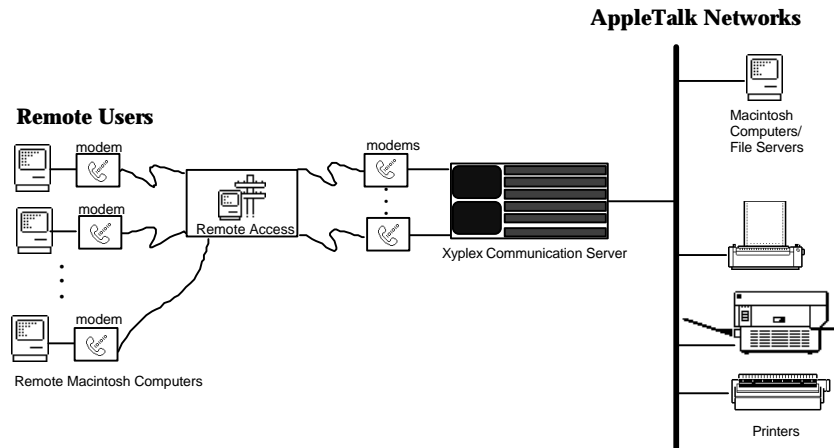 AppleTalk Networks
Remote Users
modem
modems
Macintosh
Computers/
File Servers
modem
Remote Access
Xyplex Communication Server
modem
Remote Macintosh Computers
Printers